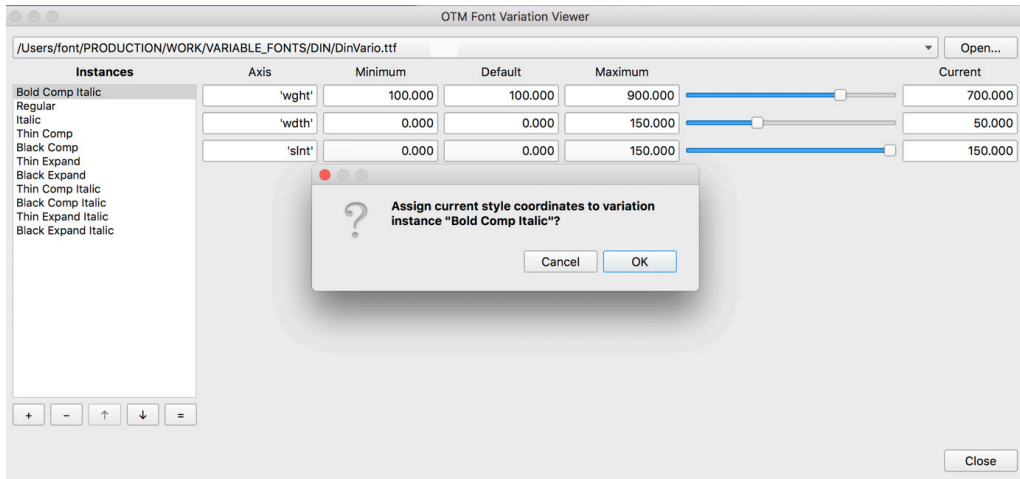 OTM Font Variation Viewer
/Users/font/PRODUCTION/WORK/VARIABLE_FONTS/DIN/DinVario.ttf
Open...
Instances Axis Minimum Default Maximum Current
Bold Comp Italic
Regular
Italic
Thin Comp
Black Comp
Thin Expand
Black Expand
Thin Comp Italic
Black Comp Italic
Thin Expand Italic
Black Expand Italic
'wght' 100.000 100.000 900.000 700.000
'wdth' 0.000 0.000 150.000 50.000
'slnt' 0.000 0.000 150.000 150.000
?
Assign current style coordinates to variation
instance "Bold Comp Italic"?
Cancel OK
+ - ↑ ↓ =
Close